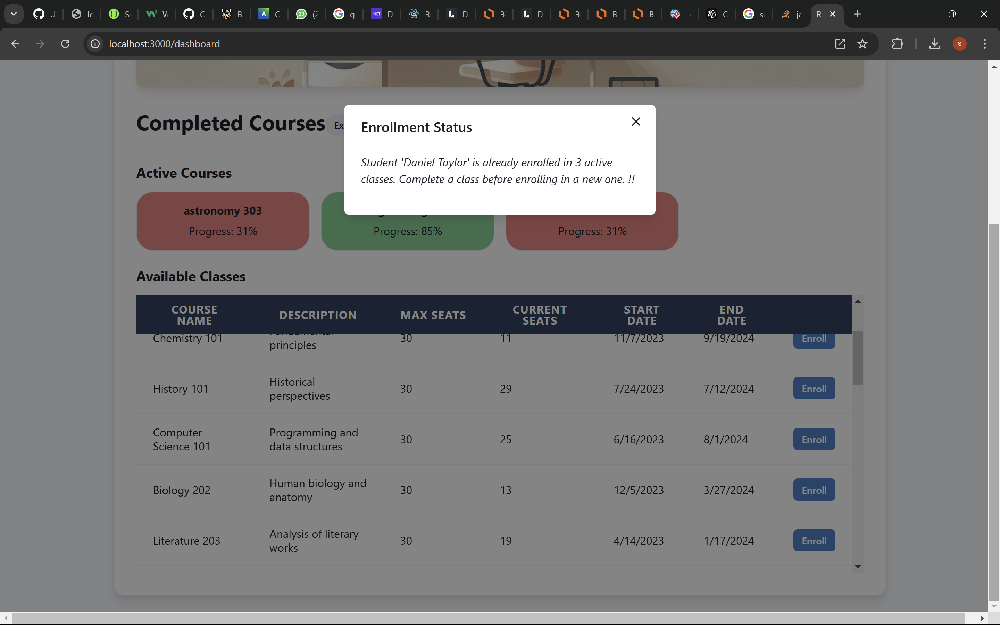 U
S
W
C
B
C
(2
g
D
R
D
B
D
B
B
B
L
C
R
localhost:3000/dashboard
S
Completed Courses
Ex
Enrollment Status
Student 'Daniel Taylor' is already enrolled in 3 active
classes. Complete a class before enrolling in a new one. !!
Active Courses
astronomy 303
Progress: 31%
Progress: 85%
Progress: 31%
Available Classes
COURSE NAME DESCRIPTION MAX SEATS CURRENT SEATS START DATE END DATE
Chemistry 101 Fundamental principles 30 11 11/7/2023 9/19/2024 Enroll
History 101 Historical perspectives 30 29 7/24/2023 7/12/2024 Enroll
Computer Science 101 Programming and data structures 30 25 6/16/2023 8/1/2024 Enroll
Biology 202 Human biology and anatomy 30 13 12/5/2023 3/27/2024 Enroll
Literature 203 Analysis of literary works 30 19 4/14/2023 1/17/2024 Enroll